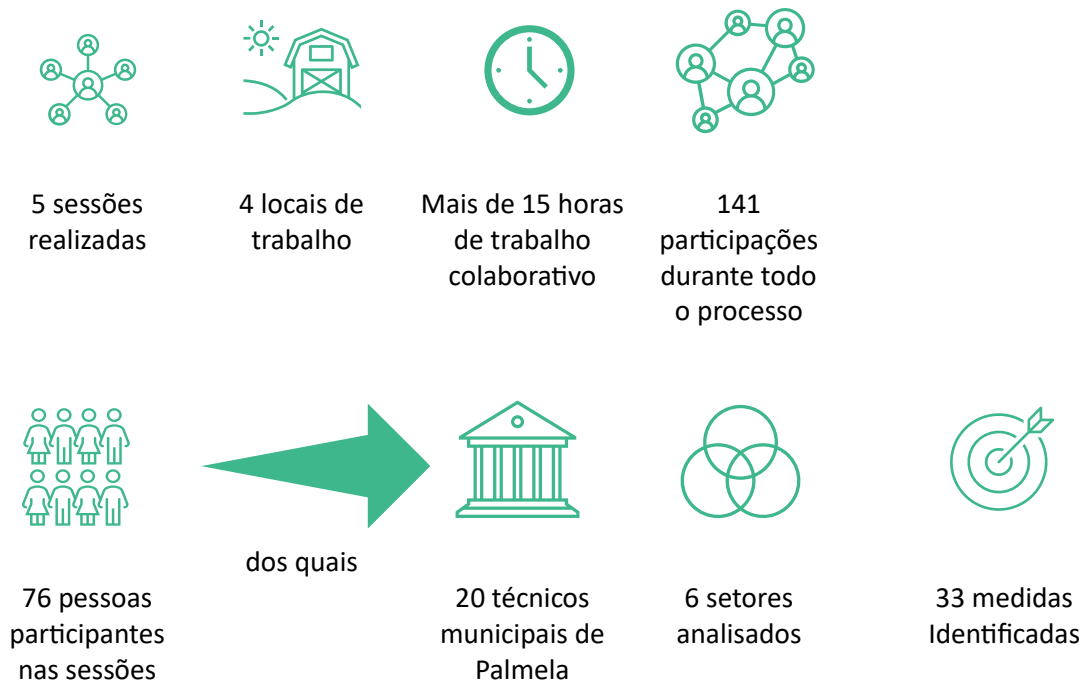 5 sessões
realizadas
4 locais de
trabalho
Mais de 15 horas
de trabalho
colaborativo
141
participações
durante todo
o processo
76 pessoas
participantes
nas sessões
dos quais
20 técnicos
municipais de
Palmela
6 setores
analisados
33 medidas
Identificadas